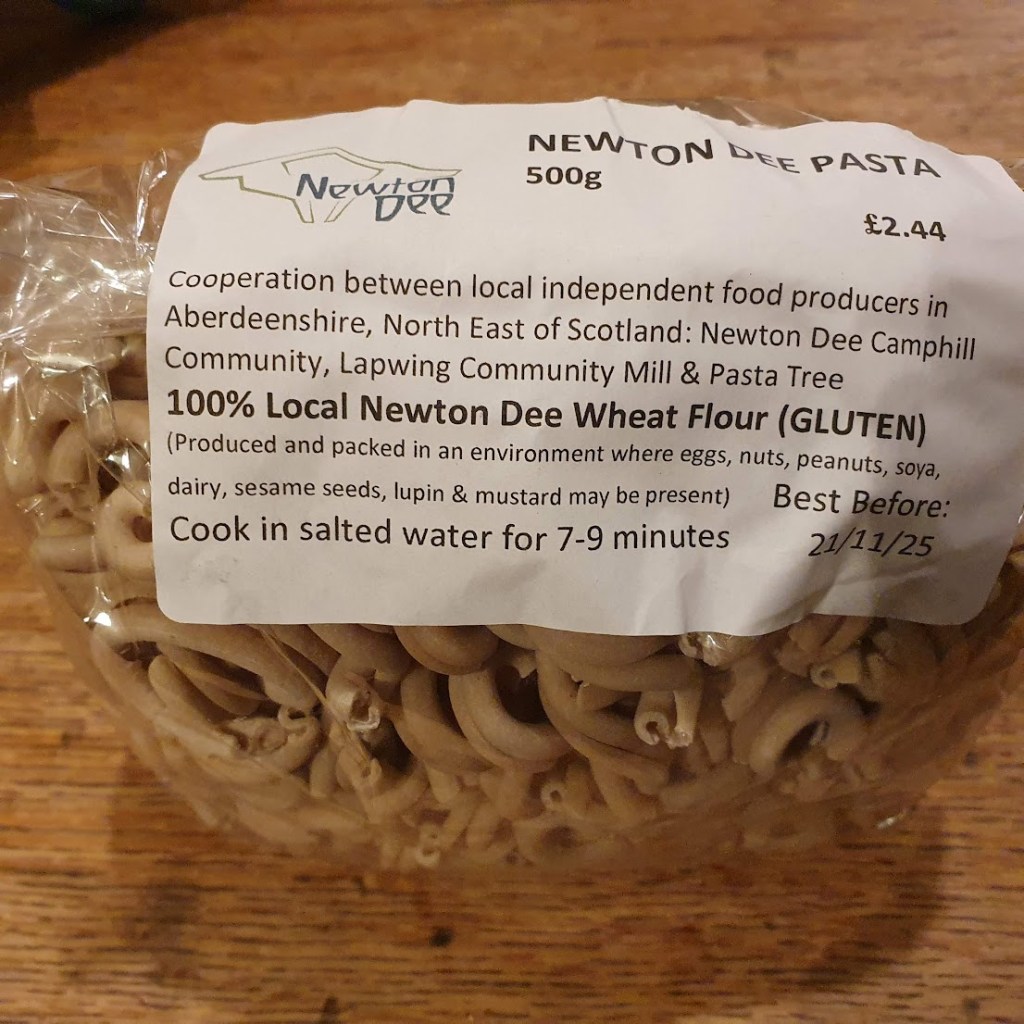 Newton
Dee
NEWTON DEE PASTA
500g
£2.44
Cooperation between local independent food producers in
Aberdeenshire, North East of Scotland: Newton Dee Camphill
Community, Lapwing Community Mill & Pasta Tree
100% Local Newton Dee Wheat Flour (GLUTEN)
(Produced and packed in an environment where eggs, nuts, peanuts, soya,
dairy, sesame seeds, lupin & mustard may be present)
Best Before:
Cook in salted water for 7-9 minutes
21/11/25